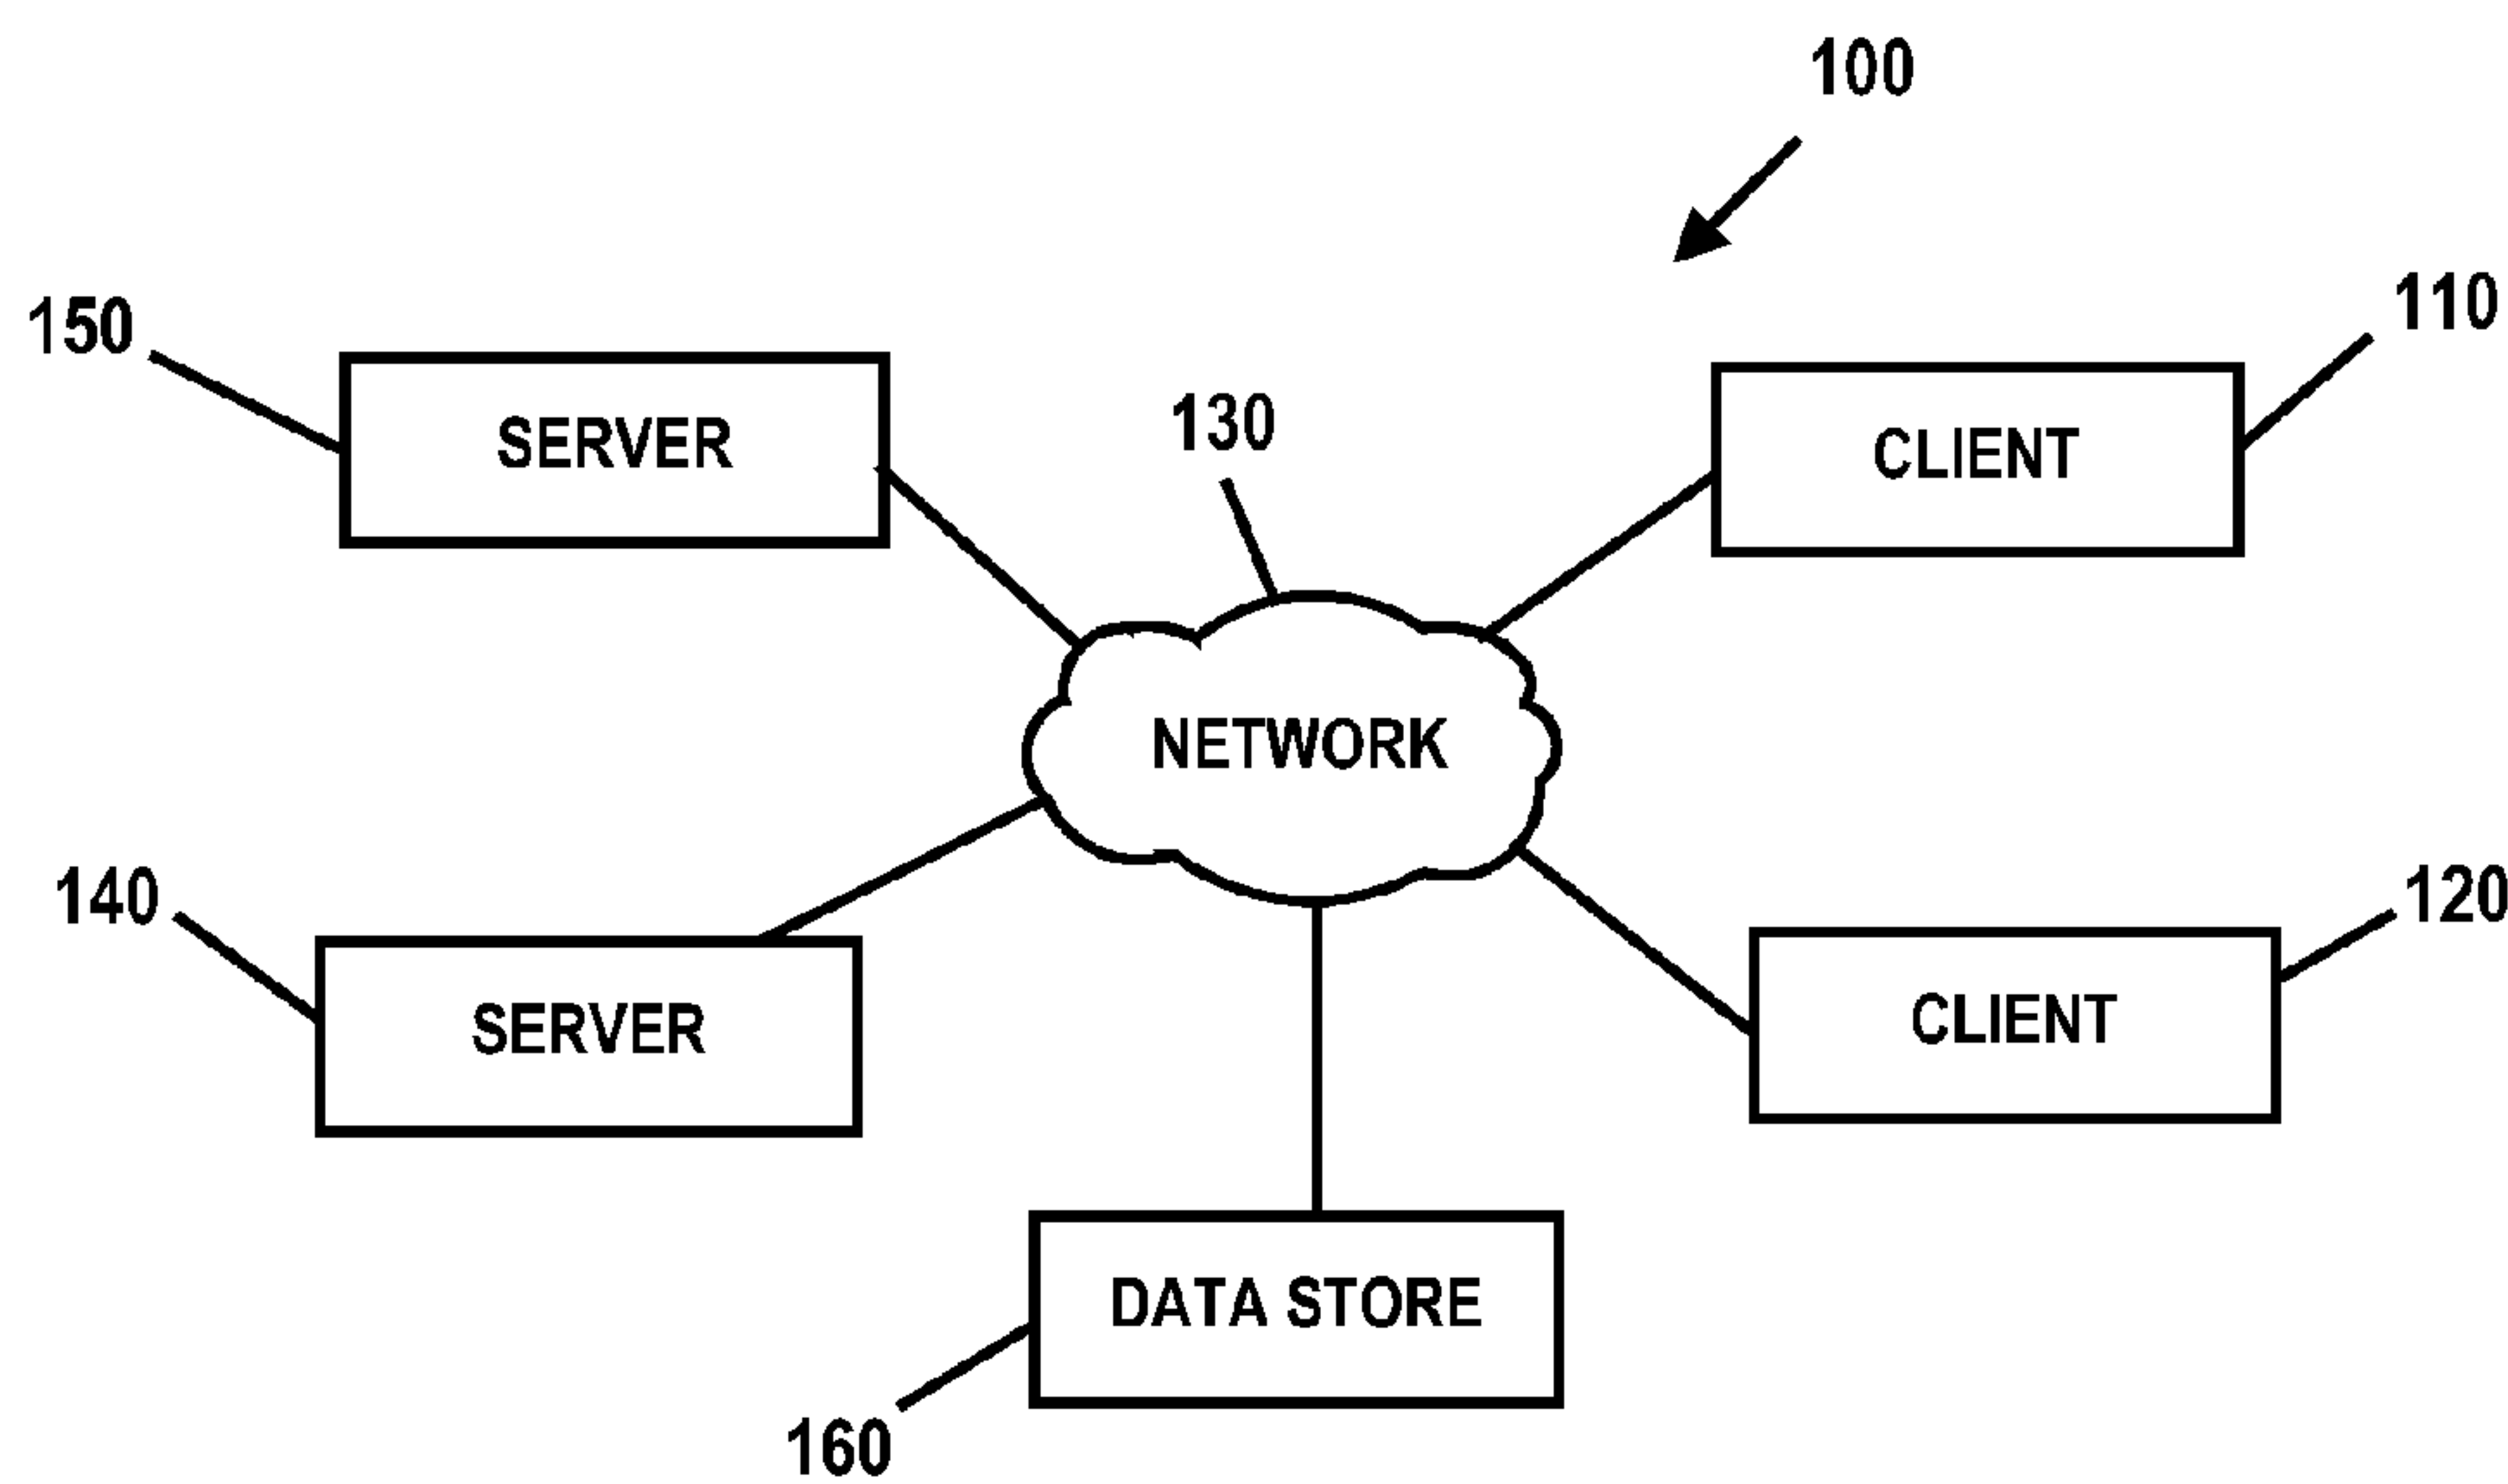 100
110
150
130
SERVER
CLIENT
NETWORK
140
120
SERVER
CLIENT
DATA STORE
160